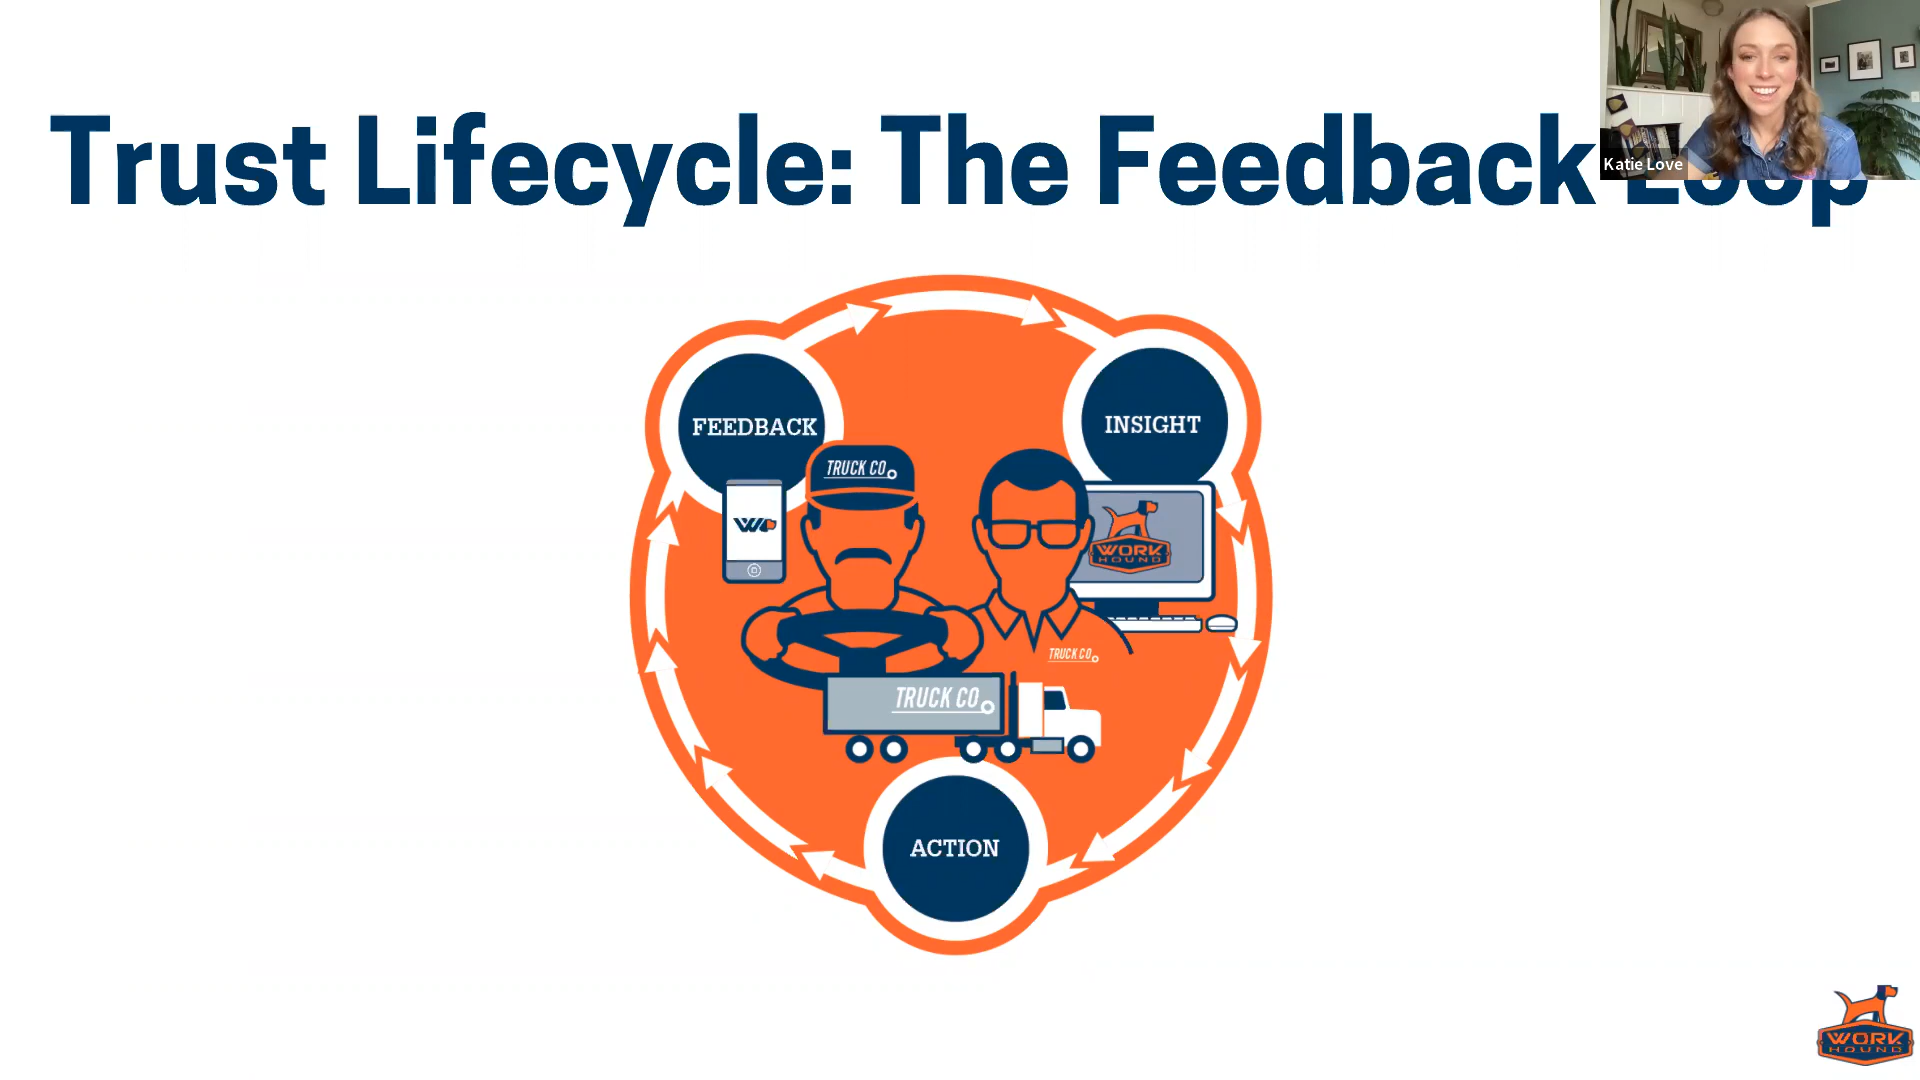 Trust Lifecycle: The Feedback Loop
Katie Love
FEEDBACK
INSIGHT
TRUCK CO
WORK
HOUND
TRUCK CO
TRUCK CO
ACTION
WORK
HOUND